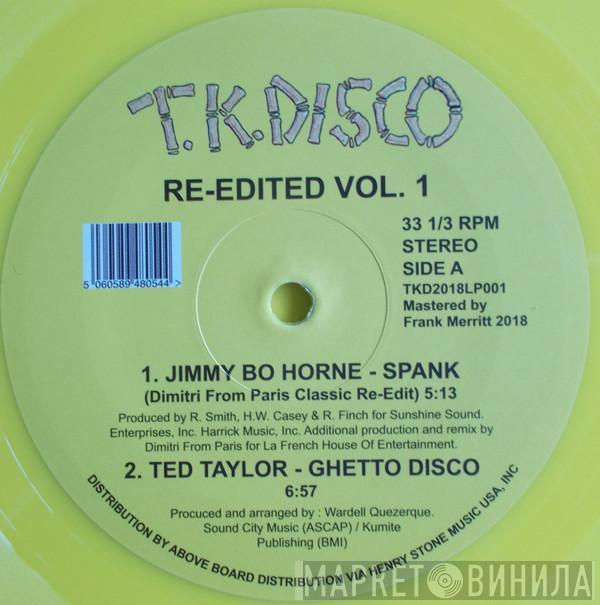 T.K.DISCO
RE-EDITED VOL. 1
33 1/3 RPM
STEREO
SIDE A
TKD2018LP001
Mastered by
Frank Merritt 2018
5 060589 480544 >
1. JIMMY BO HORNE - SPANK
(Dimitri From Paris Classic Re-Edit) 5:13
Produced by R. Smith, H.W. Casey & R. Finch for Sunshine Sound.
Enterprises, Inc. Harrick Music, Inc. Additional production and remix by
Dimitri From Paris for La French House Of Entertainment.
2. TED TAYLOR - GHETTO DISCO
6:57
Procuced and arranged by : Wardell Quezerque.
Sound City Music (ASCAP) / Kumite
Publishing (BMI)
DISTRIBUTION BY ABOVE BOARD DISTRIBUTION VIA HENRY STONE MUSIC USA, INC
МАРКЕТ ВИНИЛА